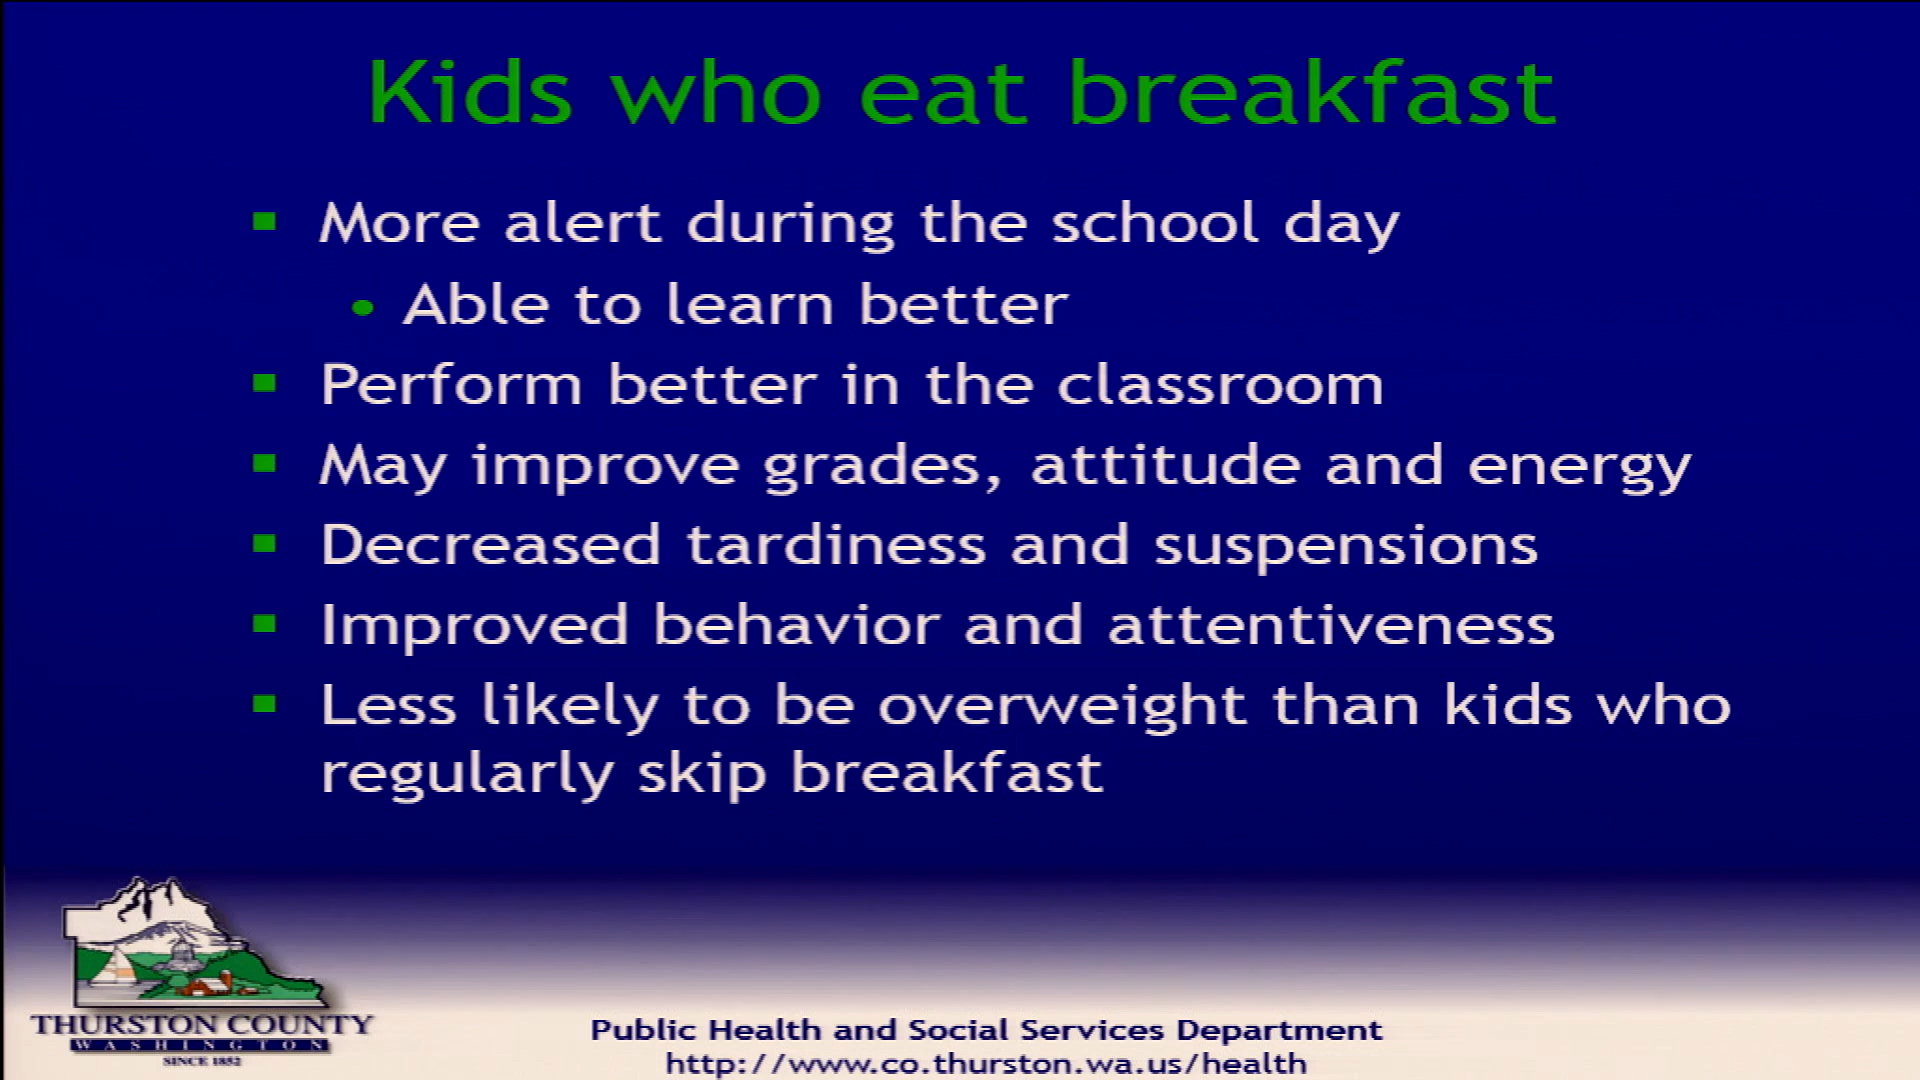 Kids who eat breakfast
More alert during the school day
Able to learn better
Perform better in the classroom
May improve grades, attitude and energy
Decreased tardiness and suspensions
Improved behavior and attentiveness
Less likely to be overweight than kids who
regularly skip breakfast
THURSTON COUNTY
WASHINGTON
SINCE 1852
Public Health and Social Services Department
http://www.co.thurston.wa.us/health